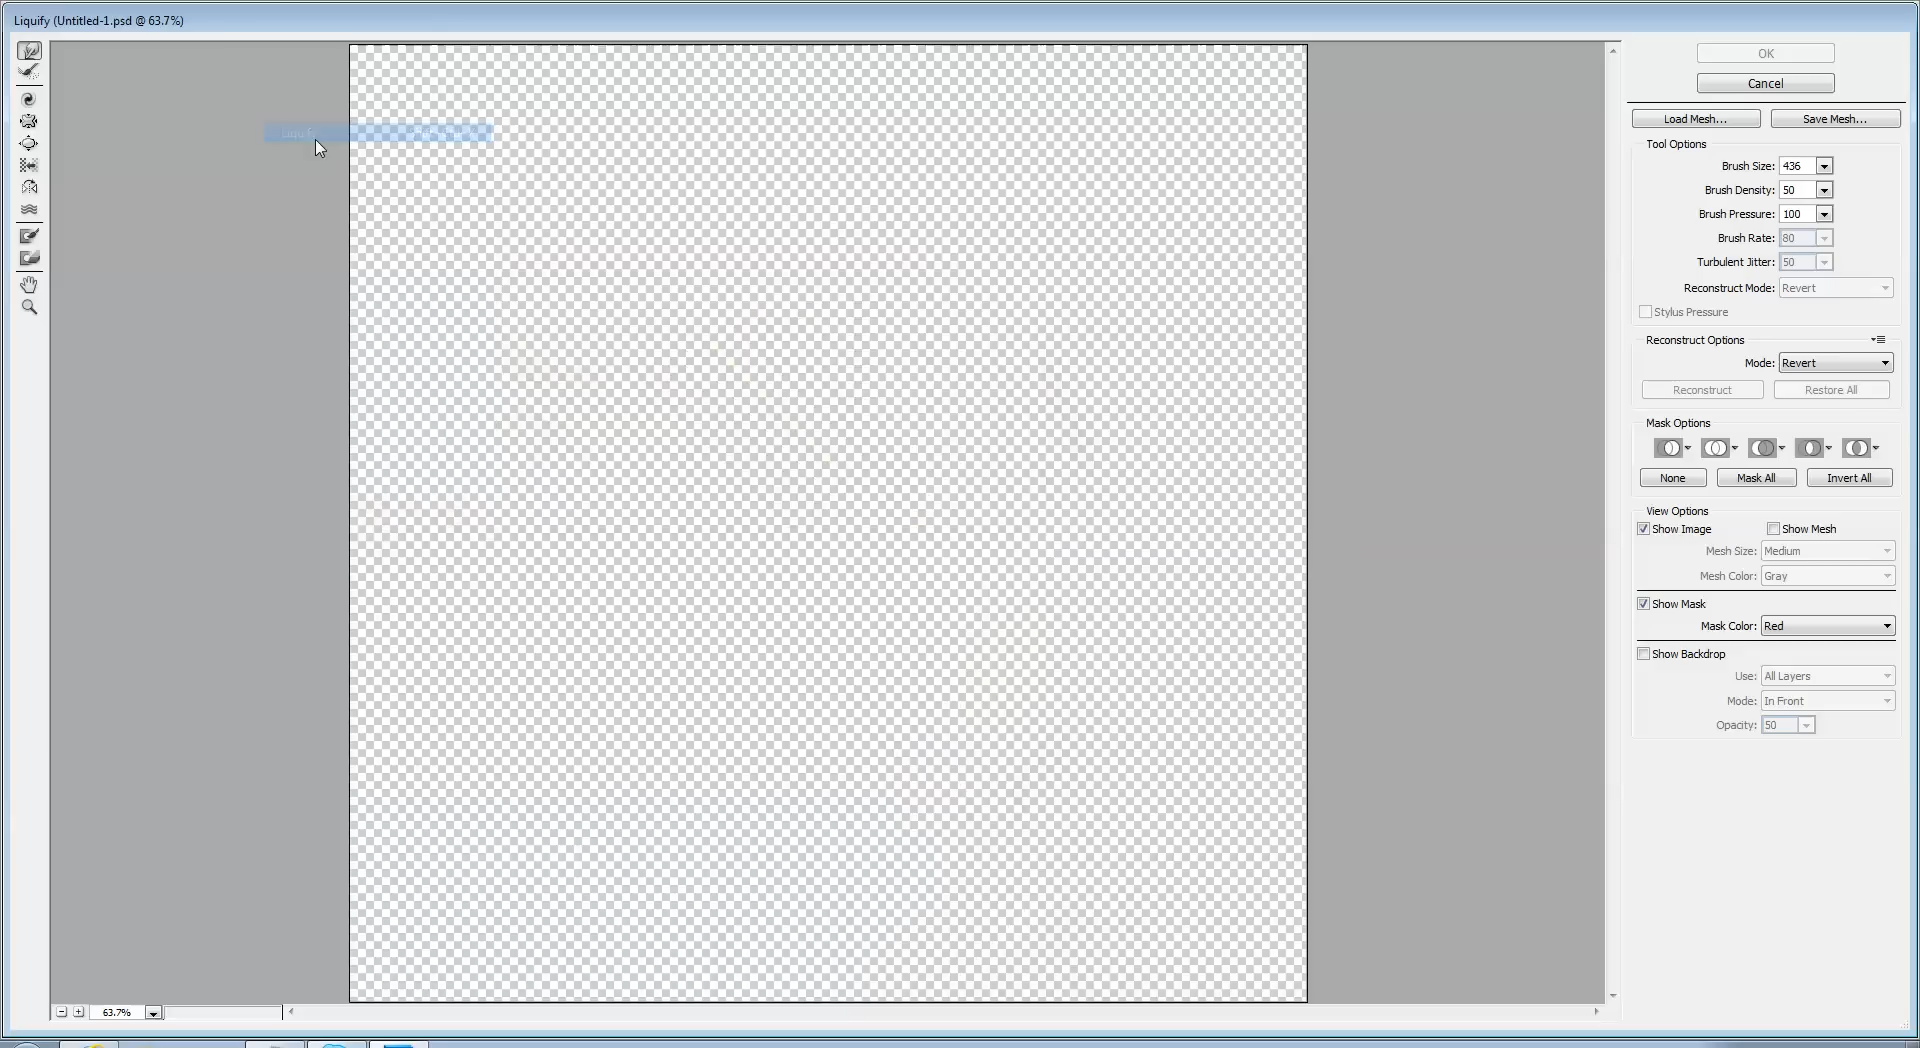 Liquify (Untitled-1.psd @ 63.7%)
OK
Cancel
Load Mesh... Save Mesh...
Tool Options
Brush Size: 436
Brush Density: 50
Brush Pressure: 100
Brush Rate: 80
Turbulent Jitter: 50
Reconstruct Mode: Revert
Stylus Pressure
Reconstruct Options
Mode: Revert
Reconstruct Restore All
Mask Options
None Mask All Invert All
View Options
Show Image Show Mesh
Mesh Size: Medium
Mesh Color: Gray
Show Mask
Mask Color: Red
Show Backdrop
Use: All Layers
Mode: In Front
Opacity: 50
Liquify...
63.7%